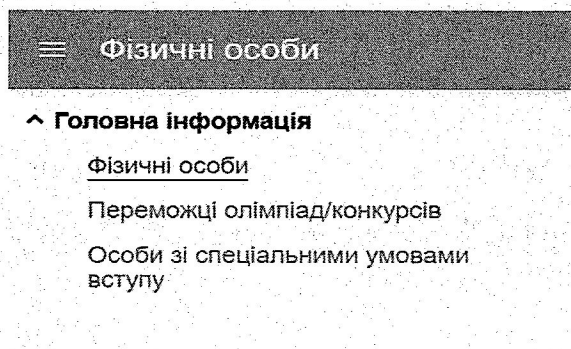 Фізичні особи
Головна інформація
Фізичні особи
Переможці олімпіад/конкурсів
Особи зі спеціальними умовами
вступу